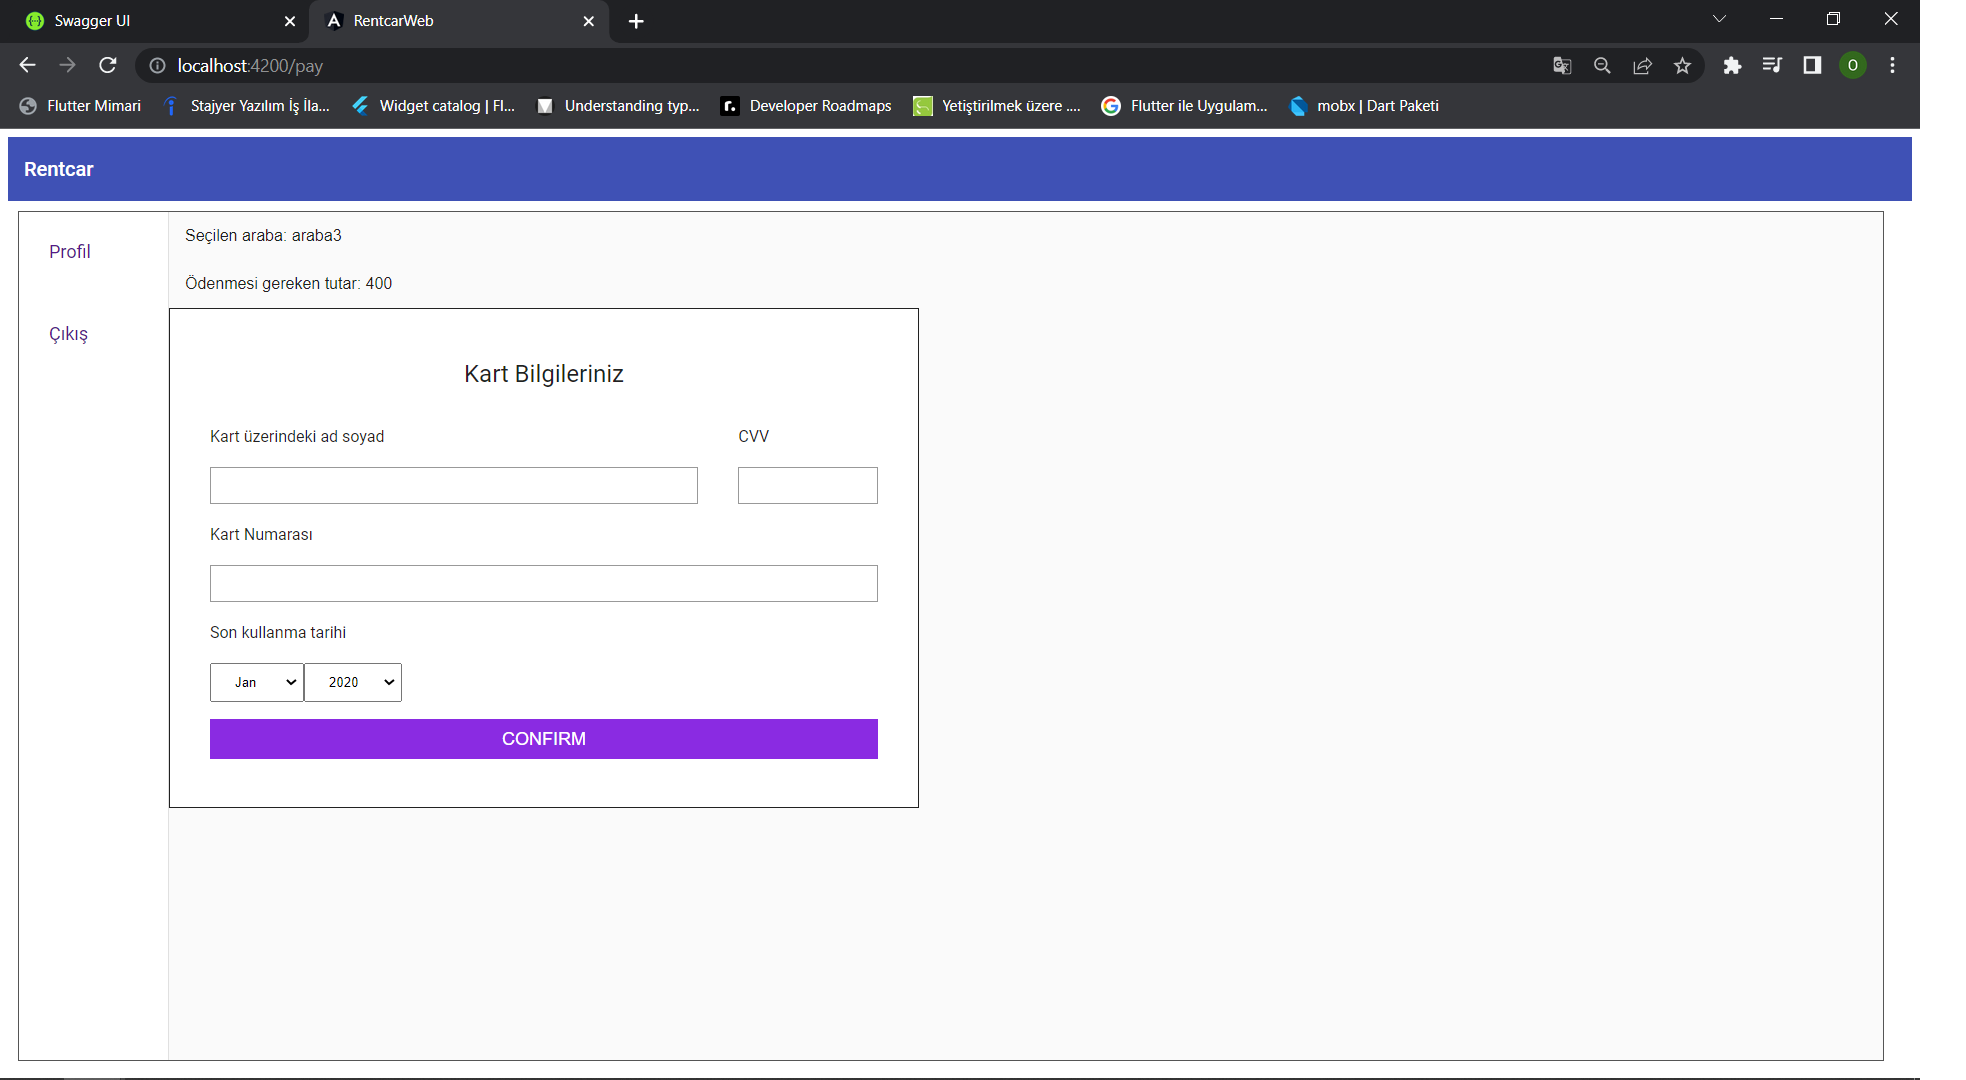 Swagger UI
RentcarWeb
localhost:4200/pay
O
Flutter Mimari
Stajyer Yazılım İş İla...
Widget catalog | Fl...
Understanding typ...
Developer Roadmaps
Yetiştirilmek üzere ....
Flutter ile Uygulam...
mobx | Dart Paketi
Rentcar
Profil
Çıkış
Seçilen araba: araba3
Ödenmesi gereken tutar: 400
Kart Bilgileriniz
Kart üzerindeki ad soyad
CVV
Kart Numarası
Son kullanma tarihi
Jan
2020
CONFIRM